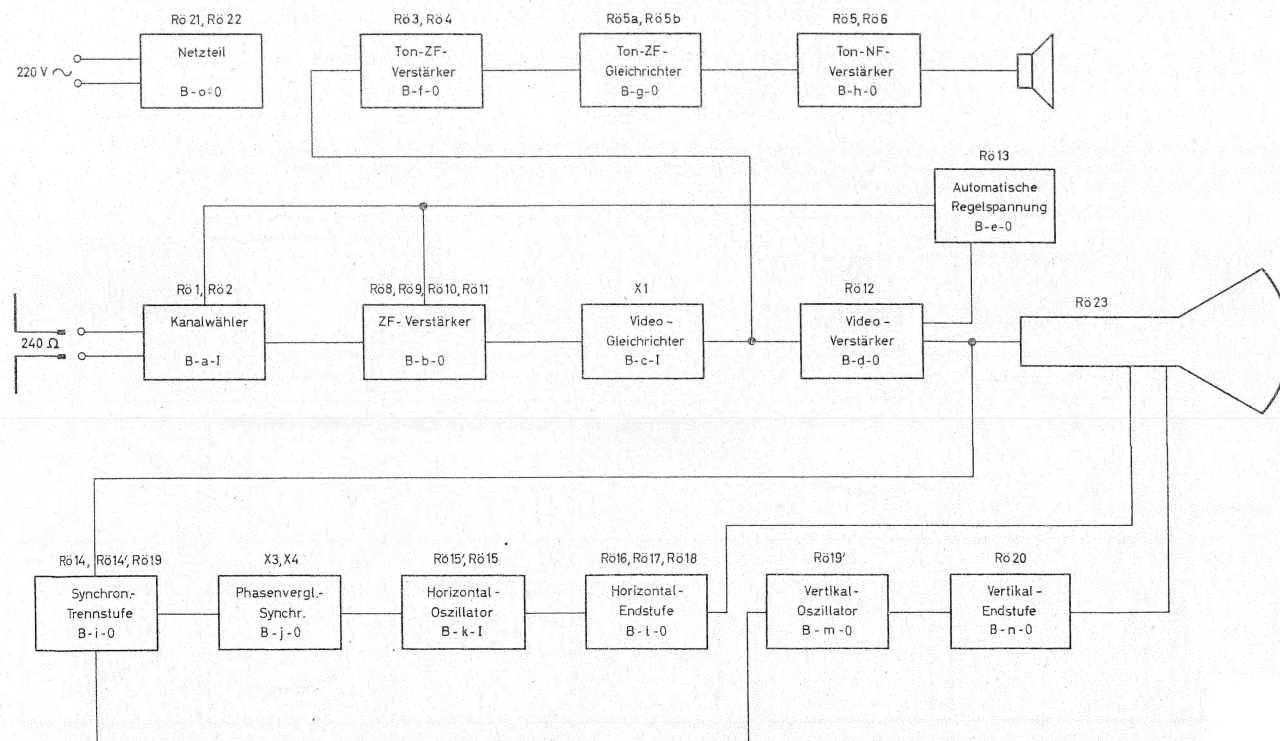 Rö 21, Rö 22
Netzteil
B-o-0
220 V
Rö 3, Rö 4
Ton-ZF-
Verstärker
B-f-0
Rö5a, Rö5b
Ton-ZF-
Gleichrichter
B-g-0
Rö5, Rö6
Ton-NF-
Verstärker
B-h-0
Rö 13
Automatische
Regelspannung
B-e-0
240 Ω
Rö 1, Rö 2
Kanalwähler
B-a-I
Rö8, Rö9, Rö10, Rö11
ZF-Verstärker
B-b-0
X1
Video-
Gleichrichter
B-c-I
Rö12
Video-
Verstärker
B-d-0
Rö 23
Rö14, Rö14', Rö19
Synchron.-
Trennstufe
B-i-0
X3, X4
Phasenvergl.-
Synchr.
B-j-0
Rö15', Rö15
Horizontal-
Oszillator
B-k-I
Rö16, Rö17, Rö18
Horizontal-
Endstufe
B-l-0
Rö19'
Vertikal-
Oszillator
B-m-0
Rö 20
Vertikal-
Endstufe
B-n-0